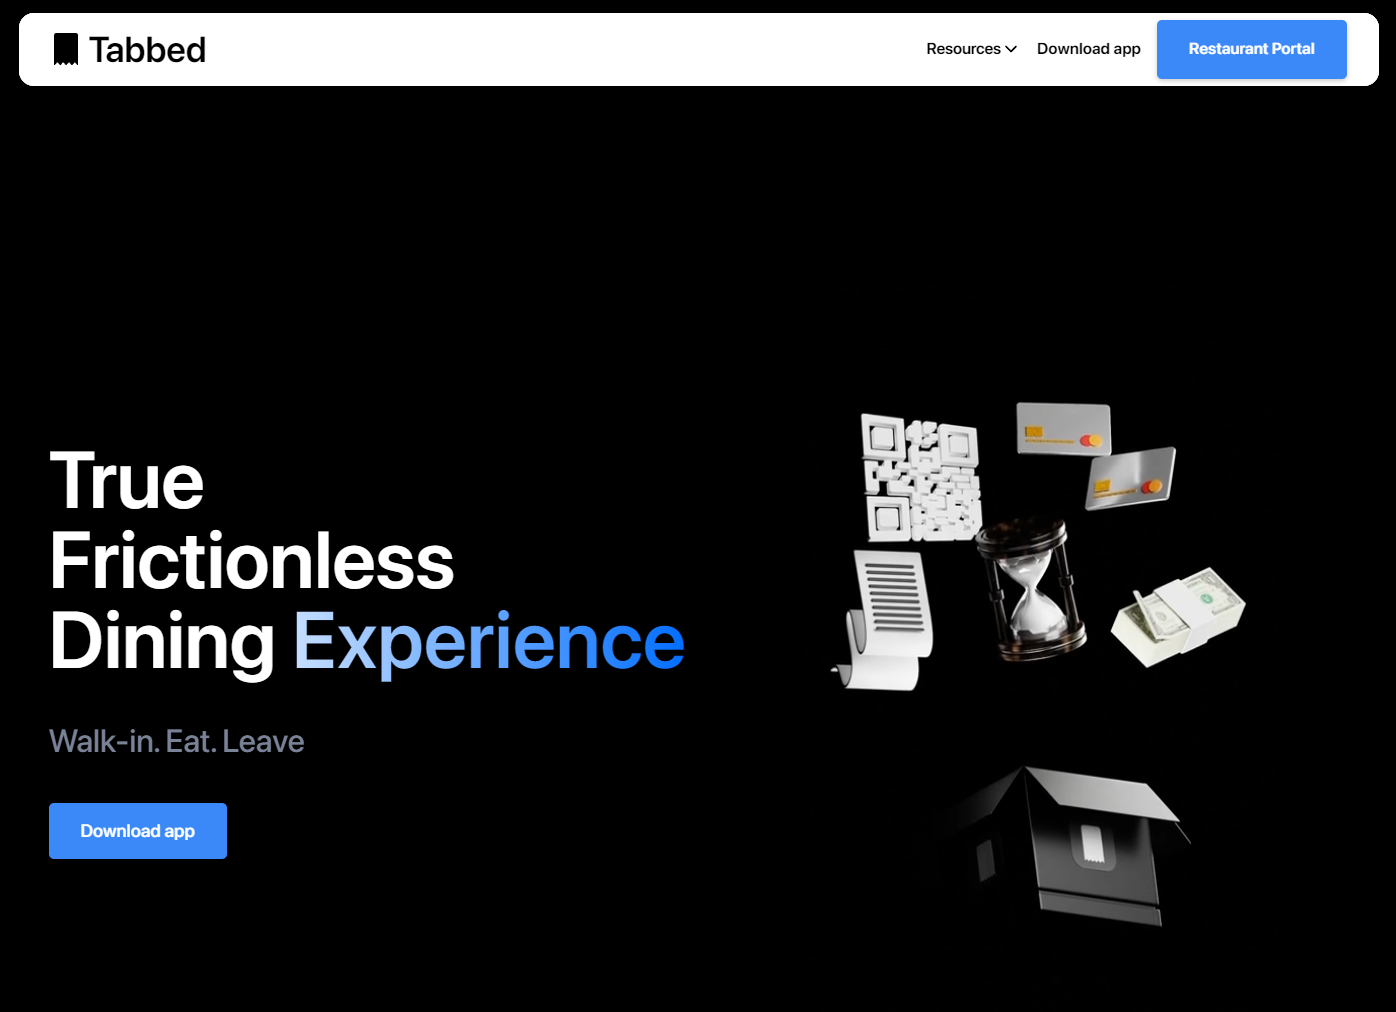 Tabbed
Resources
Download app
Restaurant Portal
True
Frictionless
Dining Experience
Walk-in. Eat. Leave
Download app